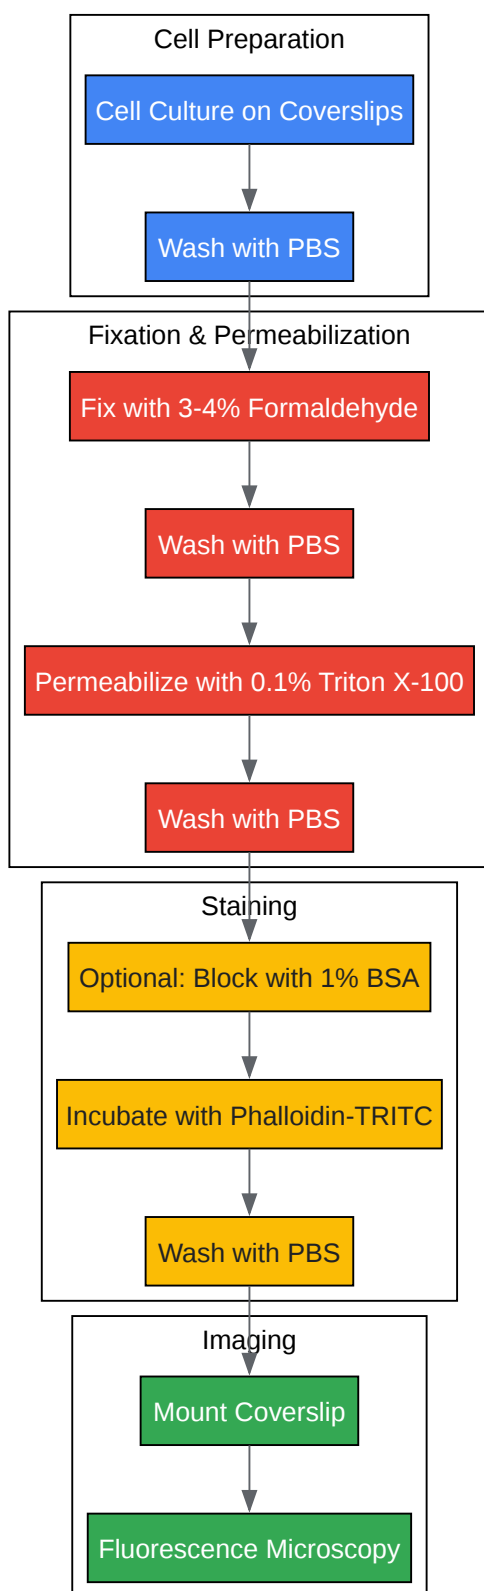 Cell Preparation
Cell Culture on Coverslips
Wash with PBS
Fixation & Permeabilization
Fix with 3-4% Formaldehyde
Wash with PBS
Permeabilize with 0.1% Triton X-100
Wash with PBS
Staining
Optional: Block with 1% BSA
Incubate with Phalloidin-TRITC
Wash with PBS
Imaging
Mount Coverslip
Fluorescence Microscopy